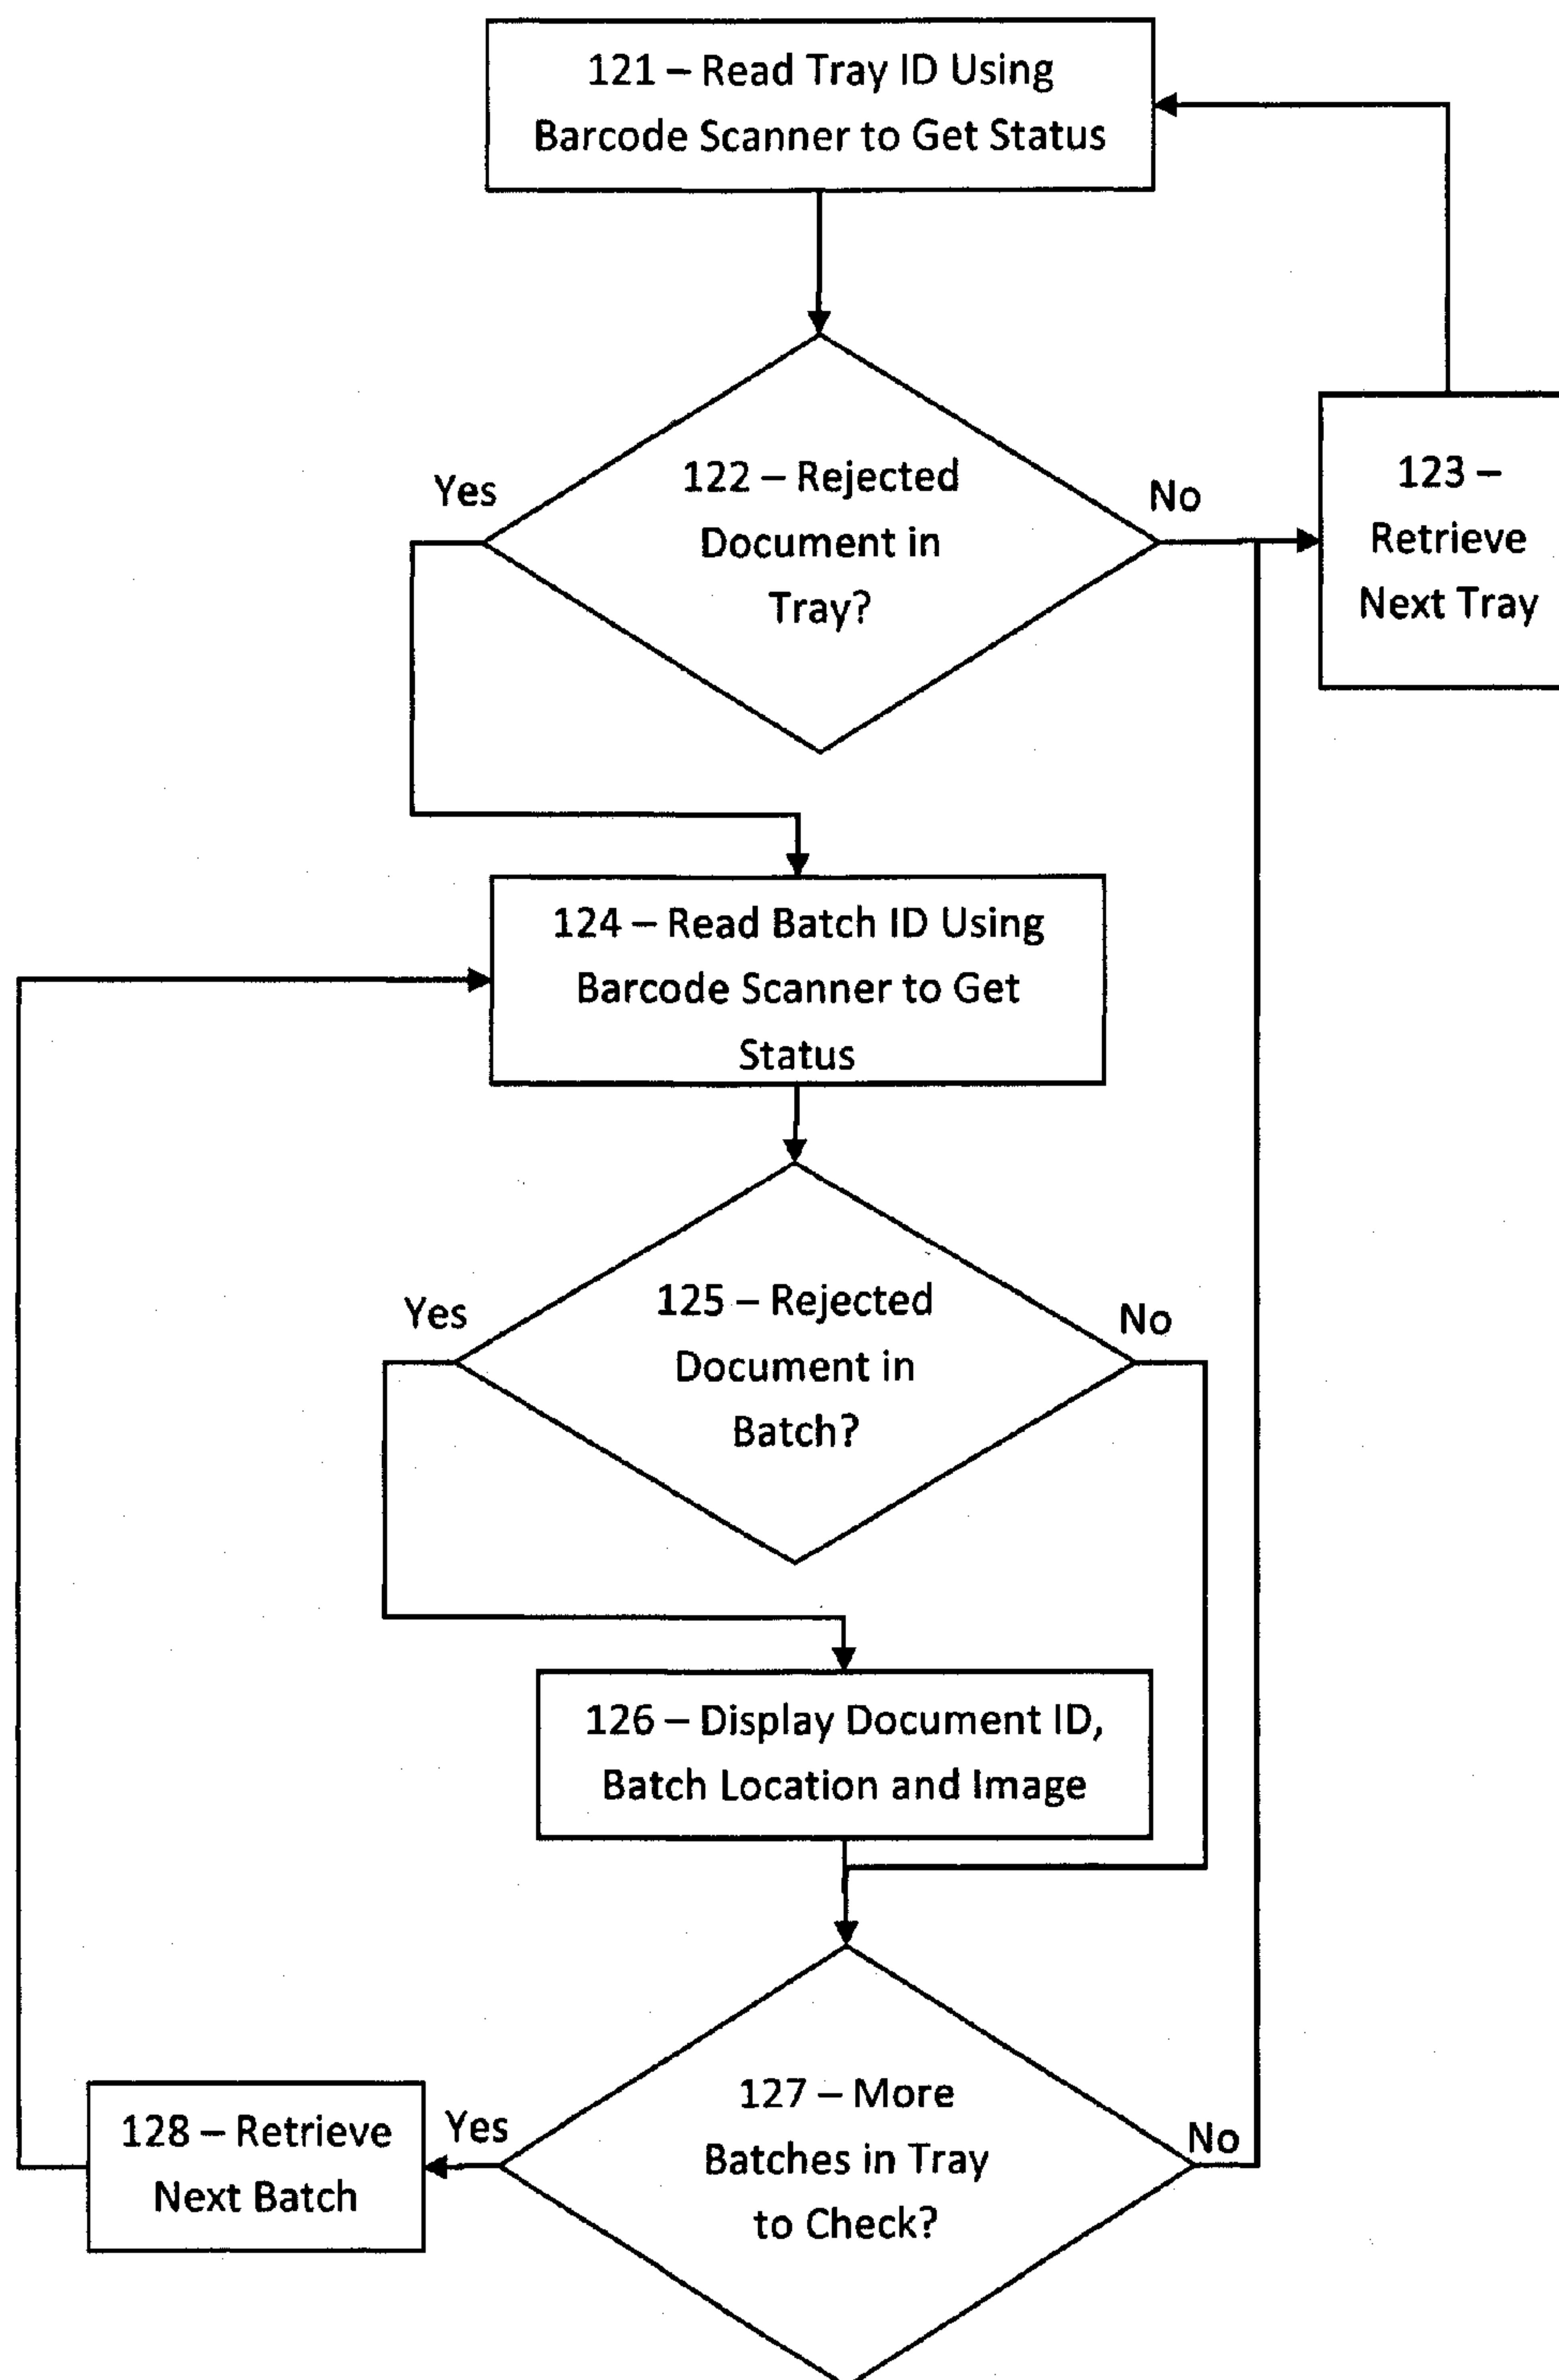 121 – Read Tray ID Using
Barcode Scanner to Get Status
Yes
122 – Rejected
Document in
Tray?
No
123 –
Retrieve
Next Tray
124 – Read Batch ID Using
Barcode Scanner to Get
Status
Yes
125 – Rejected
Document in
Batch?
No
126 – Display Document ID,
Batch Location and Image
127 – More
Batches in Tray
to Check?
Yes
No
128 – Retrieve
Next Batch